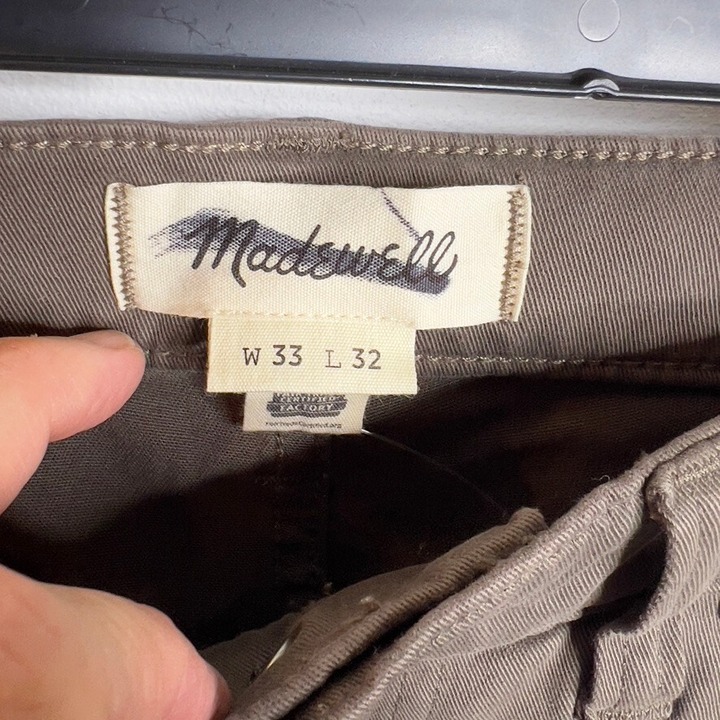 Madewell
W 33 L 32
CERTIFIED
FACTORY